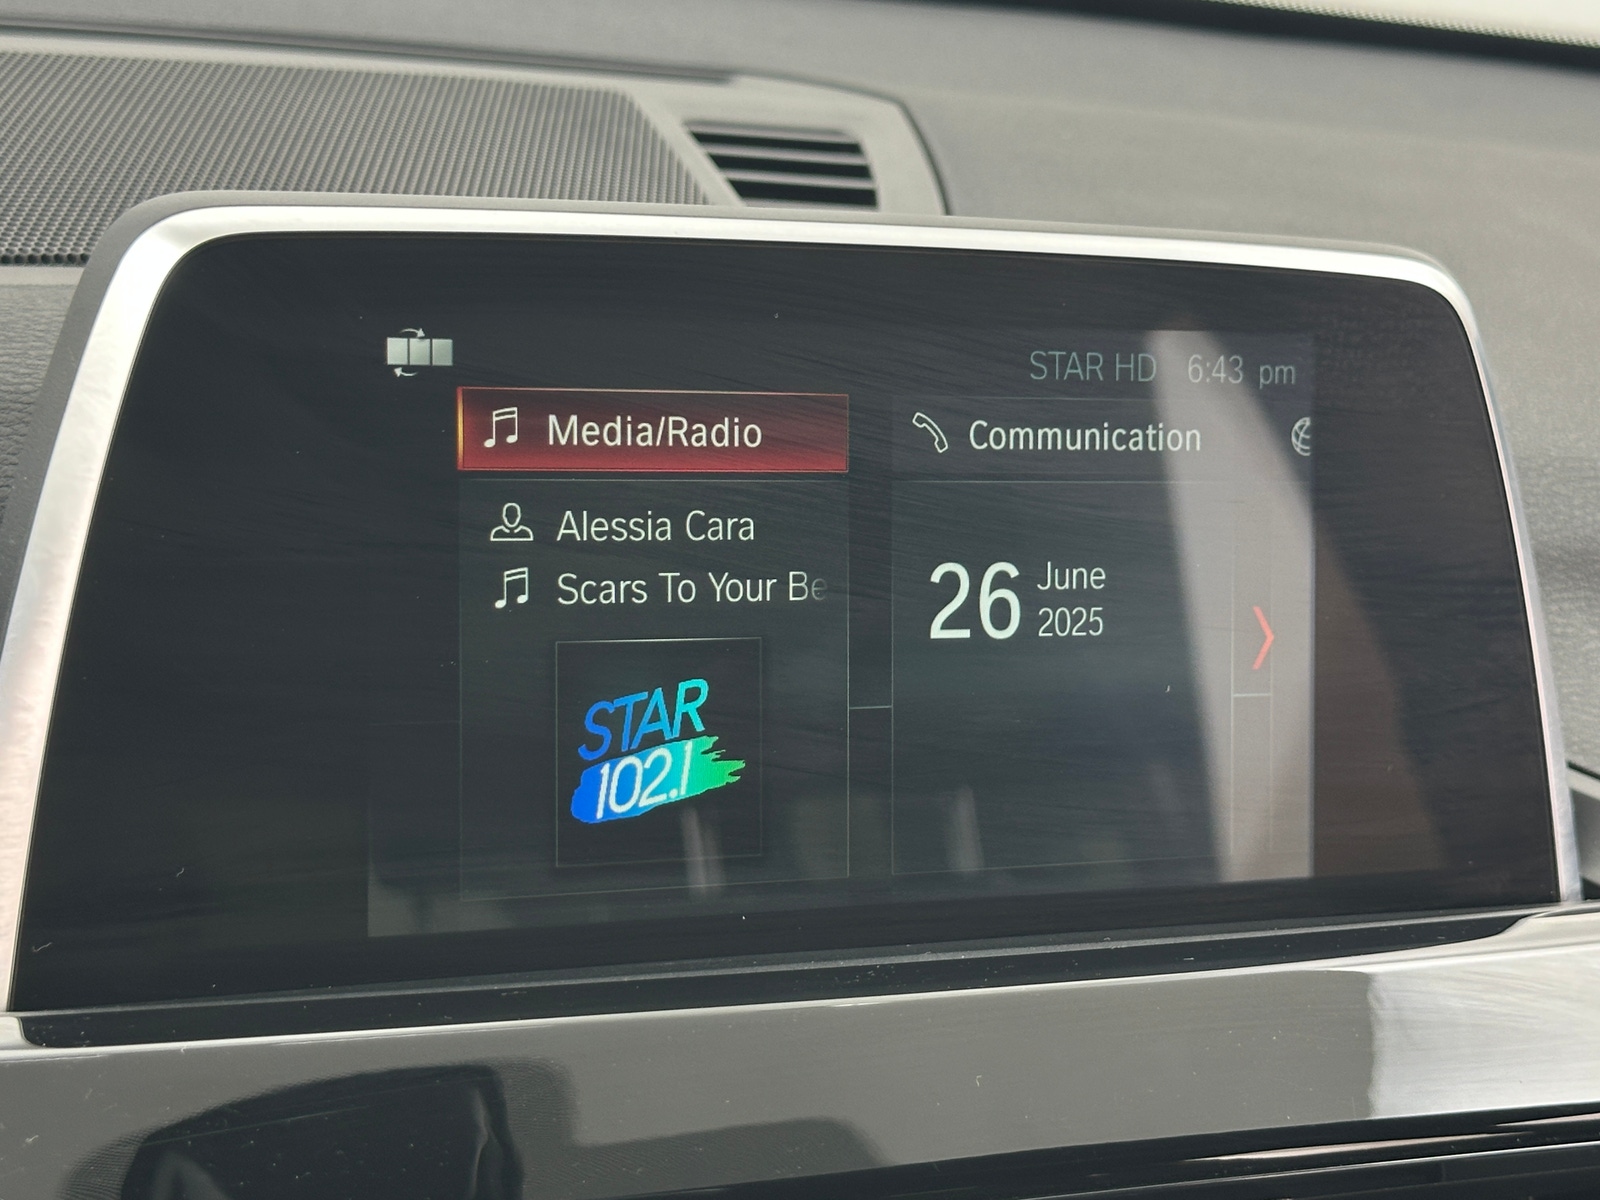 STAR HD 6:43 pm
Media/Radio
Communication
Alessia Cara
Scars To Your Be
STAR
102.1
26 June
2025